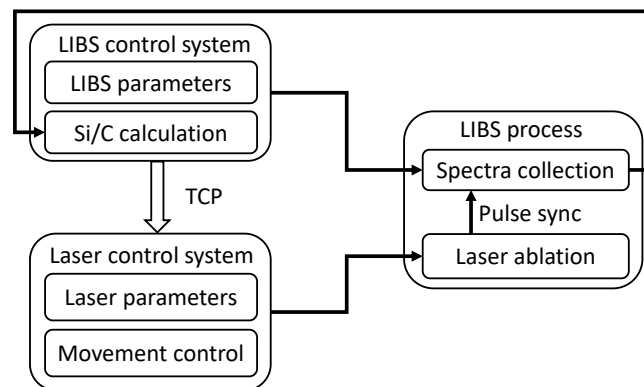 LIBS control system
LIBS parameters
Si/C calculation
TCP
Laser control system
Laser parameters
Movement control
LIBS process
Spectra collection
Pulse sync
Laser ablation